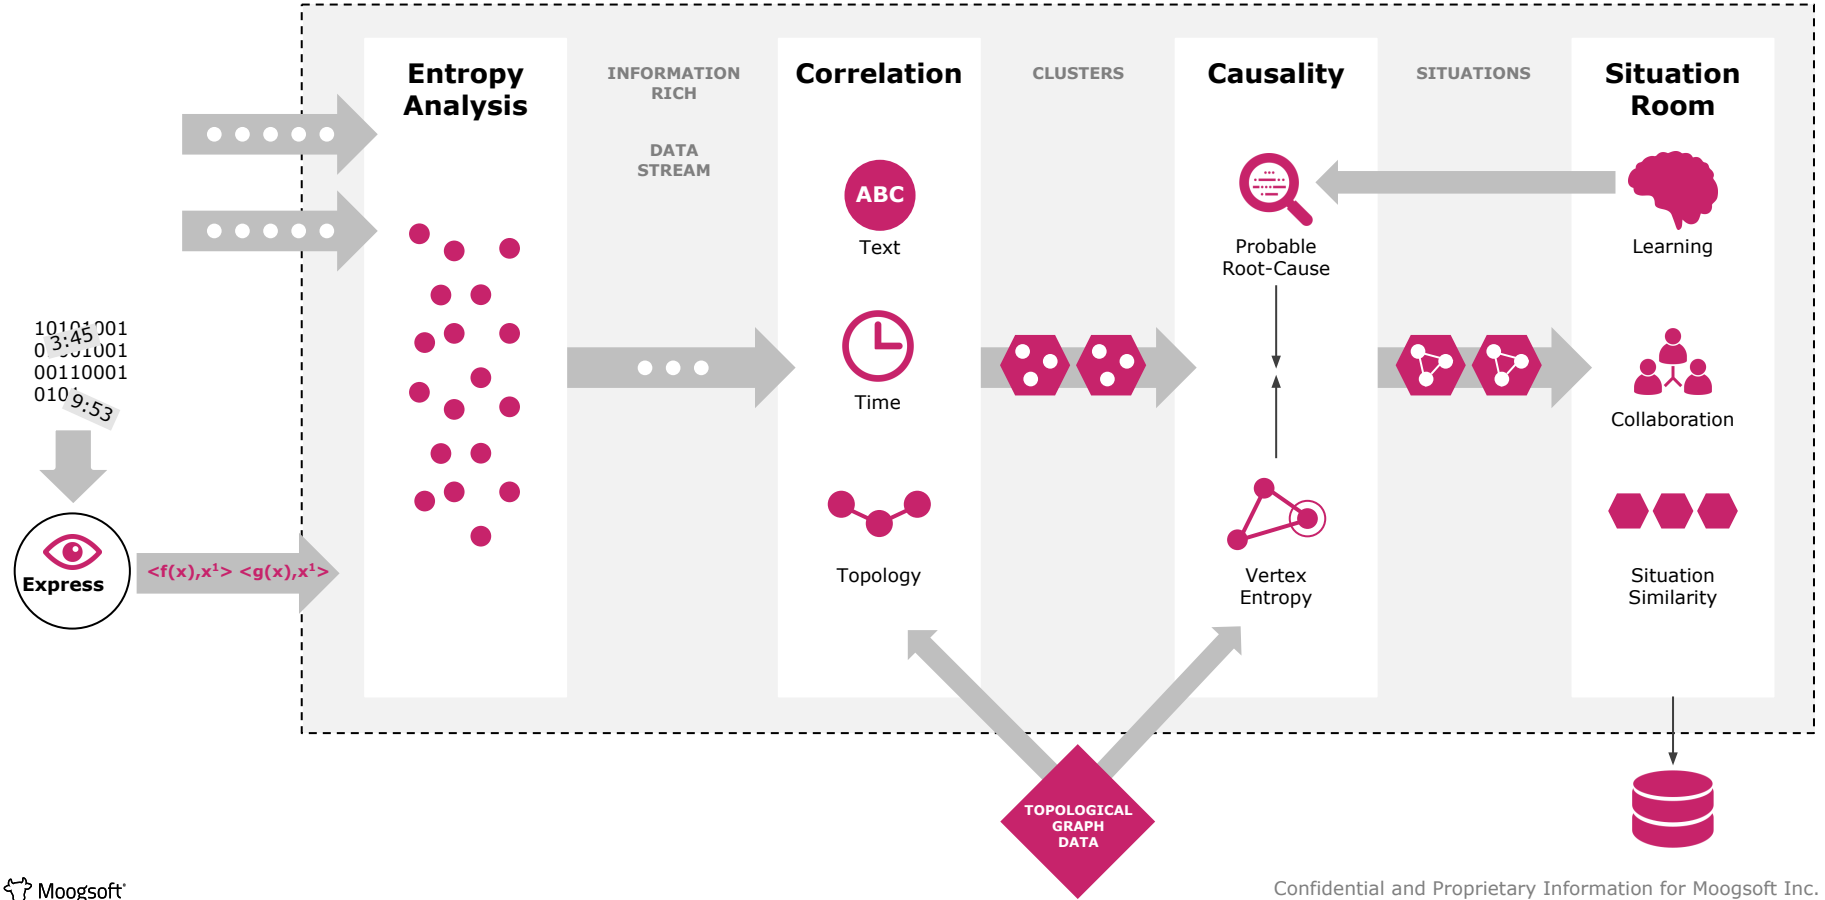 Entropy
Analysis
INFORMATION
RICH
DATA
STREAM
Correlation
CLUSTERS
Causality
SITUATIONS
Situation
Room
ABC
Text
Time
Topology
Probable
Root-Cause
Vertex
Entropy
Learning
Collaboration
Situation
Similarity
3:45
00110001
9:53
Express
<f(x),x¹> <g(x),x¹>
TOPOLOGICAL
GRAPH
DATA
Moogsoft
Confidential and Proprietary Information for Moogsoft Inc.